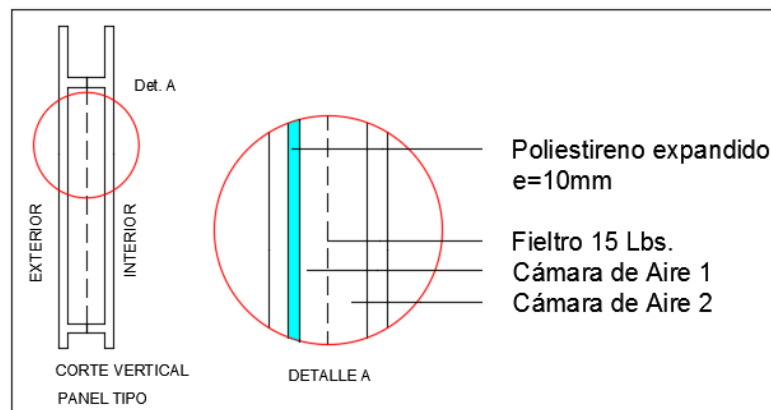 Det. A
EXTERIOR
INTERIOR
CORTE VERTICAL
PANEL TIPO
Poliestireno expandido
e=10mm
Fieltro 15 Lbs.
Cámara de Aire 1
Cámara de Aire 2
DETALLE A